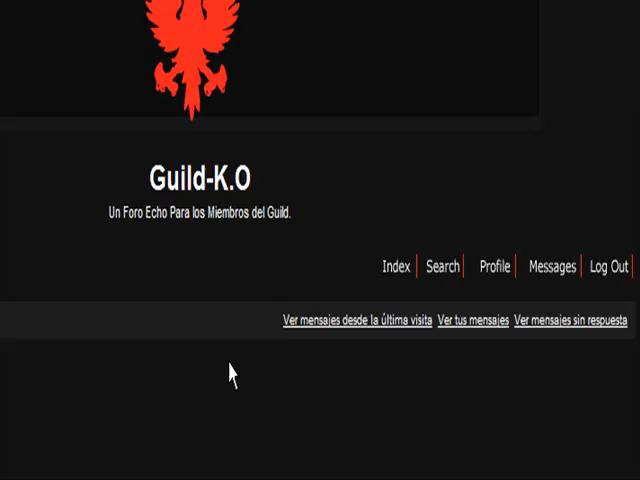 Guild-K.O
Un Foro Echo Para los Miembros del Guild.
Index Search Profile Messages Log Out
Ver mensajes desde la última visita Ver tus mensajes Ver mensajes sin respuesta